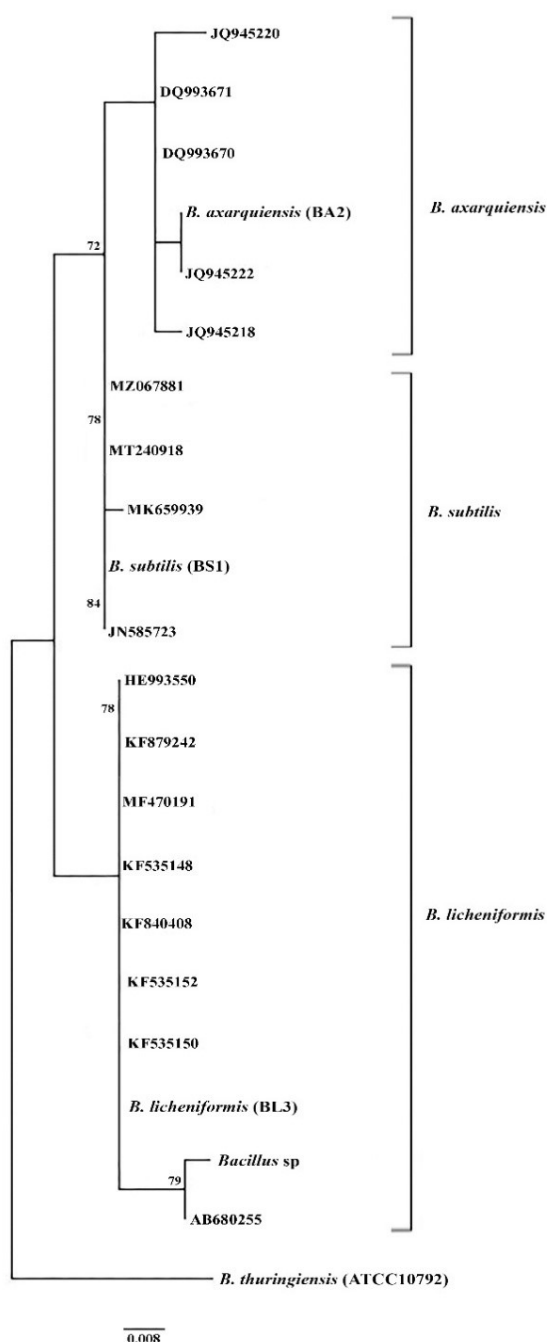 JQ945220
DQ993671
DQ993670
B. axarquiensis (BA2)
B. axarquiensis
72
JQ945222
JQ945218
MZ067881
78
MT240918
MK659939
B. subtilis
B. subtilis (BS1)
84
JN585723
HE993550
78
KF879242
MF470191
KF535148
B. licheniformis
KF840408
KF535152
KF535150
B. licheniformis (BL3)
Bacillus sp
79
AB680255
B. thuringiensis (ATCC10792)
0.008